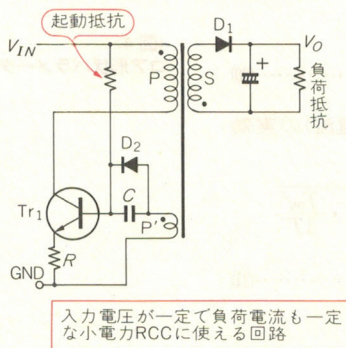 起動抵抗
VIN
D1
VO
P
S
+
負荷抵抗
D2
C
Tr1
P'
R
GND
入力電圧が一定で負荷電流も一定
な小電力RCCに使える回路